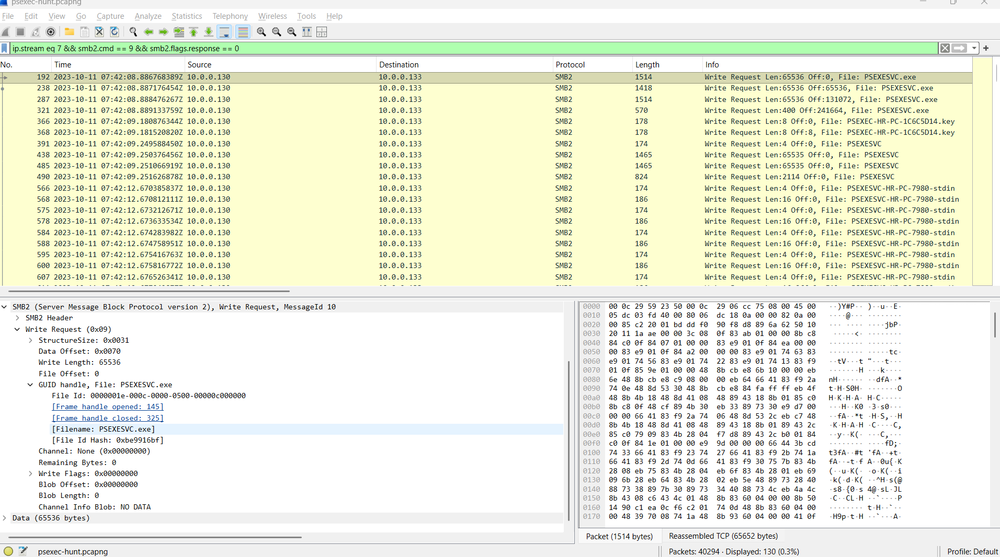 psexec-hunt.pcapng
File Edit View Go Capture Analyze Statistics Telephony Wireless Tools Help
ip.stream eq 7 && smb2.cmd == 9 && smb2.flags.response == 0
No. Time Source Destination Protocol Length Info
192 2023-10-11 07:42:08.886768389Z 10.0.0.130 10.0.0.133 SMB2 1514 Write Request Len:65536 Off:0, File: PSEXESVC.exe
238 2023-10-11 07:42:08.887176454Z 10.0.0.130 10.0.0.133 SMB2 1418 Write Request Len:65536 Off:65536, File: PSEXESVC.exe
287 2023-10-11 07:42:08.888476267Z 10.0.0.130 10.0.0.133 SMB2 1514 Write Request Len:65536 Off:131072, File: PSEXESVC.exe
321 2023-10-11 07:42:08.889133759Z 10.0.0.130 10.0.0.133 SMB2 570 Write Request Len:400 Off:241664, File: PSEXESVC.exe
366 2023-10-11 07:42:09.180876344Z 10.0.0.130 10.0.0.133 SMB2 178 Write Request Len:8 Off:0, File: PSEXEC-HR-PC-1C6C5D14.key
368 2023-10-11 07:42:09.181520820Z 10.0.0.130 10.0.0.133 SMB2 178 Write Request Len:8 Off:8, File: PSEXEC-HR-PC-1C6C5D14.key
391 2023-10-11 07:42:09.249588450Z 10.0.0.130 10.0.0.133 SMB2 174 Write Request Len:4 Off:0, File: PSEXESVC
438 2023-10-11 07:42:09.250376456Z 10.0.0.130 10.0.0.133 SMB2 1465 Write Request Len:65535 Off:0, File: PSEXESVC
485 2023-10-11 07:42:09.251066919Z 10.0.0.130 10.0.0.133 SMB2 1465 Write Request Len:65535 Off:0, File: PSEXESVC
490 2023-10-11 07:42:09.251626878Z 10.0.0.130 10.0.0.133 SMB2 824 Write Request Len:2114 Off:0, File: PSEXESVC
566 2023-10-11 07:42:12.670385837Z 10.0.0.130 10.0.0.133 SMB2 174 Write Request Len:4 Off:0, File: PSEXESVC-HR-PC-7980-stdin
568 2023-10-11 07:42:12.670812111Z 10.0.0.130 10.0.0.133 SMB2 186 Write Request Len:16 Off:0, File: PSEXESVC-HR-PC-7980-stdin
575 2023-10-11 07:42:12.673212671Z 10.0.0.130 10.0.0.133 SMB2 174 Write Request Len:4 Off:0, File: PSEXESVC-HR-PC-7980-stdin
578 2023-10-11 07:42:12.673633534Z 10.0.0.130 10.0.0.133 SMB2 186 Write Request Len:16 Off:0, File: PSEXESVC-HR-PC-7980-stdin
584 2023-10-11 07:42:12.674283982Z 10.0.0.130 10.0.0.133 SMB2 174 Write Request Len:4 Off:0, File: PSEXESVC-HR-PC-7980-stdin
588 2023-10-11 07:42:12.674758951Z 10.0.0.130 10.0.0.133 SMB2 186 Write Request Len:16 Off:0, File: PSEXESVC-HR-PC-7980-stdin
595 2023-10-11 07:42:12.675416763Z 10.0.0.130 10.0.0.133 SMB2 174 Write Request Len:4 Off:0, File: PSEXESVC-HR-PC-7980-stdin
600 2023-10-11 07:42:12.675816772Z 10.0.0.130 10.0.0.133 SMB2 186 Write Request Len:16 Off:0, File: PSEXESVC-HR-PC-7980-stdin
607 2023-10-11 07:42:12.676526341Z 10.0.0.130 10.0.0.133 SMB2 174 Write Request Len:4 Off:0, File: PSEXESVC-HR-PC-7980-stdin
SMB2 (Server Message Block Protocol version 2), Write Request, MessageId 10
SMB2 Header
Write Request (0x09)
StructureSize: 0x0031
Data Offset: 0x0070
Write Length: 65536
File Offset: 0
GUID handle, File: PSEXESVC.exe
File Id: 0000001e-000c-0000-0500-00000c000000
[Frame handle opened: 145]
[Frame handle closed: 325]
[Filename: PSEXESVC.exe]
[File Id Hash: 0xbe9916bf]
Channel: None (0x00000000)
Remaining Bytes: 0
Write Flags: 0x00000000
Blob Offset: 0x00000000
Blob Length: 0
Channel Info Blob: NO DATA
Data (65536 bytes)
0000 00 0c 29 59 23 50 00 0c 29 06 cc 75 08 00 45 00 ··)Y#P·· )··u··E·
0010 05 dc 03 fd 40 00 80 06 dc 18 0a 00 00 82 0a 00 ····@··· ········
0020 00 85 c2 20 01 bd dd f0 90 f8 d8 89 6a 62 50 10 ··· ···· ····jbP·
0030 20 11 1a ae 00 00 3c 08 0f 83 ab 01 00 00 8b c8 ·····<· ········
0040 84 c0 0f 84 07 01 00 00 83 e9 01 0f 84 ea 00 00 ········ ········
0050 00 83 e9 01 0f 84 a2 00 00 00 83 e9 01 74 63 83 ········ ·····tc·
0060 e9 01 74 56 83 e9 01 74 22 83 e9 01 74 13 83 f9 ··tV···t "···t···
0070 01 0f 85 9e 01 00 00 48 8b cb e8 6b 10 00 00 eb ·······H ···k····
0080 6e 48 8b cb e8 c9 08 00 00 eb 64 66 41 83 f9 2a nH······ ··dfA··*
0090 74 0e 48 8d 53 30 48 8b cb e8 84 fa ff ff eb 4f t·H·S0H· ·······O
00a0 48 8b 4b 18 48 8d 41 08 48 89 43 18 8b 01 85 c0 H·K·H·A· H·C·····
00b0 8b c8 0f 48 cf 89 4b 30 eb 33 89 73 30 e9 d7 00 ···H··K0 ·3·s0···
00c0 00 00 66 41 83 f9 2a 74 06 48 8d 53 2c eb c7 48 ··fA··*t ·H·S,··H
00d0 8b 4b 18 48 8d 41 08 48 89 43 18 8b 01 89 43 2c ·K·H·A·H ·C····C,
00e0 85 c0 79 09 83 4b 28 04 f7 d8 89 43 2c b0 01 84 ··y··K(· ···C,···
00f0 c0 0f 84 1e 01 00 00 e9 9d 00 00 00 66 44 3b cd ········ ····fD;·
0100 74 33 66 41 83 f9 23 74 27 66 41 83 f9 2b 74 1a t3fA··#t 'fA··+t·
0110 66 41 83 f9 2d 74 0d 66 41 83 f9 30 75 7b 83 4b fA··-t·f A··0u{·K
0120 28 08 eb 75 83 4b 28 04 eb 6f 83 4b 28 01 eb 69 (··u·K(· ·o·K(··i
0130 09 6b 28 eb 64 83 4b 28 02 eb 5e 48 89 73 28 40 ·k(·d·K( ··^H·s(@
0140 88 73 38 89 7b 30 89 73 34 40 88 73 4c eb 4a 4c ·s8·{0·s 4@·sL·JL
0150 8b 43 08 c6 43 4c 01 48 8b 83 60 04 00 00 8b 50 ·C··CL·H ··`····P
0160 14 90 c1 ea 0c f6 c2 01 74 0d 48 8b 83 60 04 00 ········ t·H··`··
0170 00 48 39 70 08 74 1a 48 8b 93 60 04 00 00 41 0f ·H9p·t·H ··`···A·
Packet (1514 bytes) Reassembled TCP (65652 bytes)
psexec-hunt.pcapng Packets: 40294 · Displayed: 130 (0.3%) Profile: Default